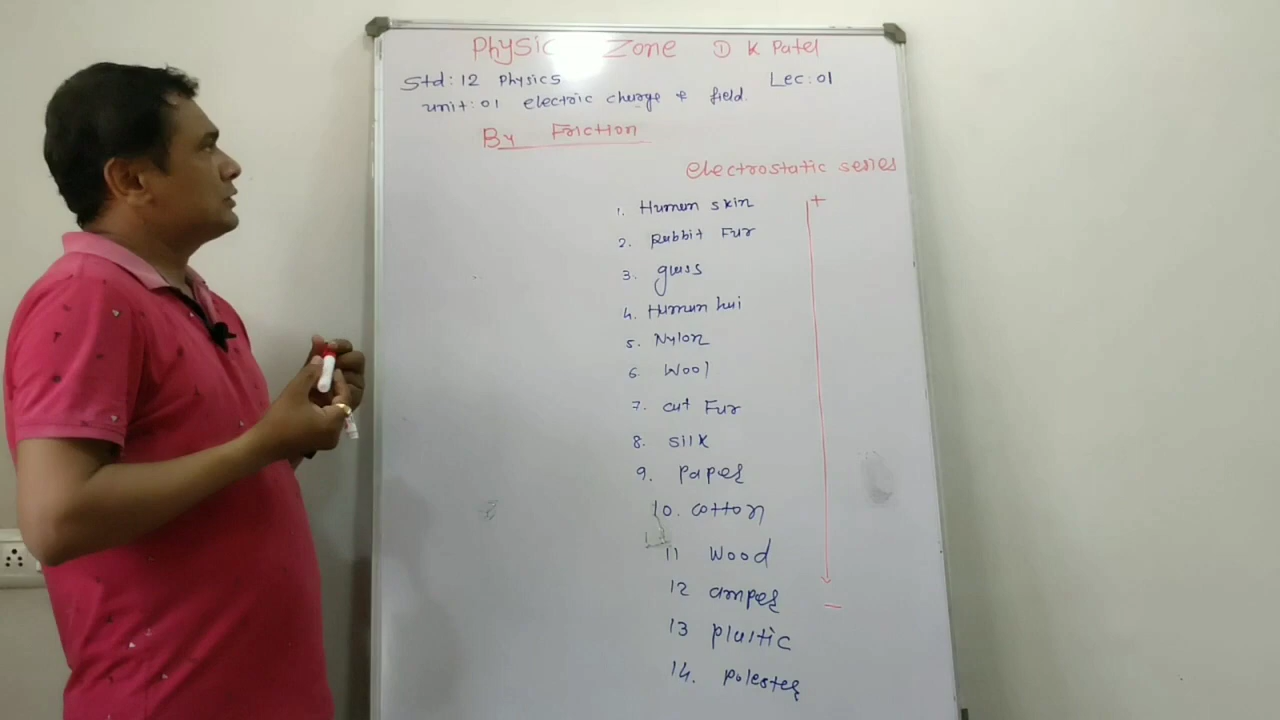 Physic Zone D K Patel
Std: 12 Physics Lec: 01
unit: 01 electric charge & field.
By Friction
electrostatic series
1. Human skin +
2. Rabbit Fur
3. glass
4. Human hai
5. Nylon
6. Wool
7. cat Fur
8. Silk
9. Paper
10. cotton
11 Wood
12 amper
13 plastic
14. Polester